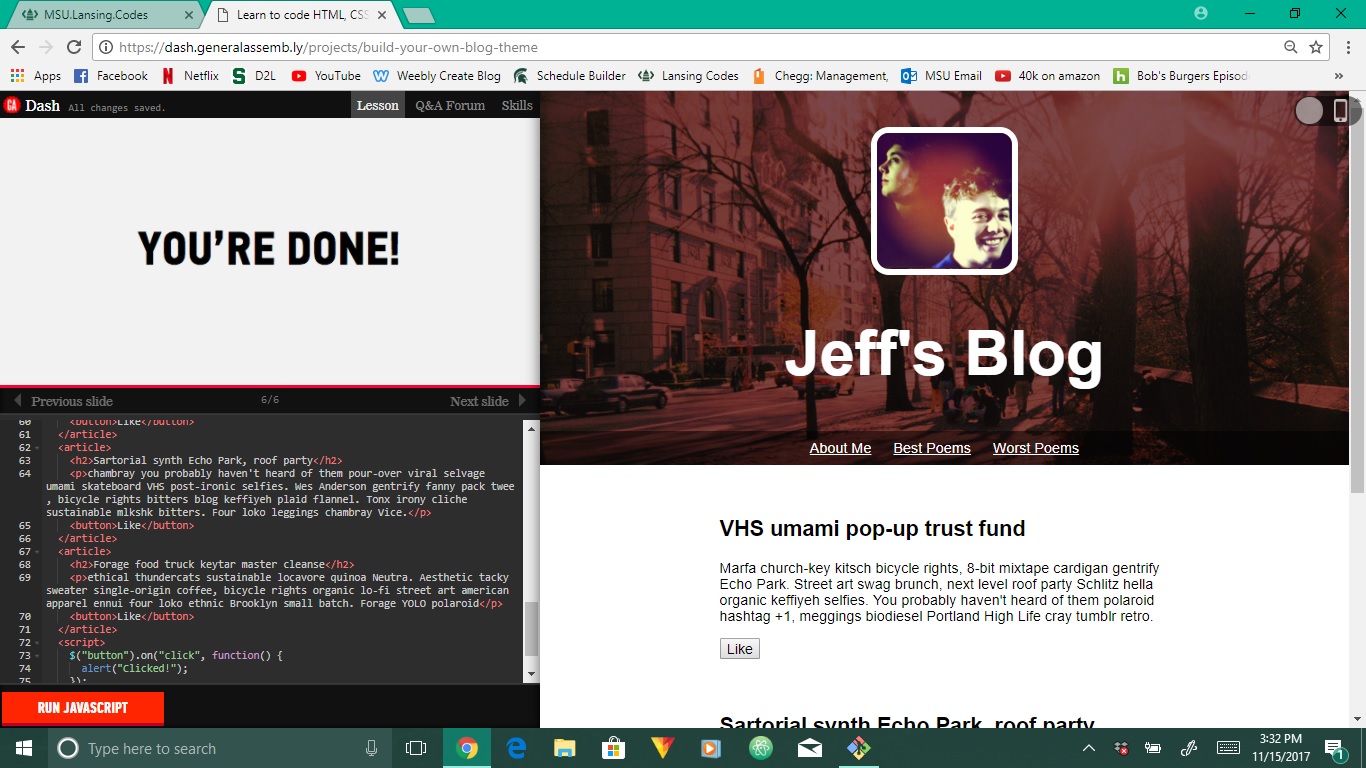 MSU.Lansing.Codes
Learn to code HTML, CSS
https://dash.generalassemb.ly/projects/build-your-own-blog-theme
Apps Facebook Netflix D2L YouTube Weebly Create Blog Schedule Builder Lansing Codes Chegg: Management, MSU Email 40k on amazon Bob's Burgers Episod
GA Dash All changes saved. Lesson Q&A Forum Skills
YOU'RE DONE!
Previous slide 6/6 Next slide
60 <button>Like</button>
61 </article>
62 <article>
63 <h2>Sartorial synth Echo Park, roof party</h2>
64 <p>chambray you probably haven't heard of them pour-over viral selvage
umami skateboard VHS post-ironic selfies. Wes Anderson gentrify fanny pack twee
, bicycle rights bitters blog keffiyeh plaid flannel. Tonx irony cliche
sustainable mlkshk bitters. Four loko leggings chambray Vice.</p>
65 <button>Like</button>
66 </article>
67 <article>
68 <h2>Forage food truck keytar master cleanse</h2>
69 <p>ethical thundercats sustainable locavore quinoa Neutra. Aesthetic tacky
sweater single-origin coffee, bicycle rights organic lo-fi street art american
apparel ennui four loko ethnic Brooklyn small batch. Forage YOLO polaroid</p>
70 <button>Like</button>
71 </article>
72 <script>
73 $("button").on("click", function() {
74 alert("Clicked!");
75 });
RUN JAVASCRIPT
Jeff's Blog
About Me Best Poems Worst Poems
VHS umami pop-up trust fund
Marfa church-key kitsch bicycle rights, 8-bit mixtape cardigan gentrify
Echo Park. Street art swag brunch, next level roof party Schlitz hella
organic keffiyeh selfies. You probably haven't heard of them polaroid
hashtag +1, meggings biodiesel Portland High Life cray tumblr retro.
Like
Sartorial synth Echo Park, roof party
Type here to search
3:32 PM
11/15/2017
1